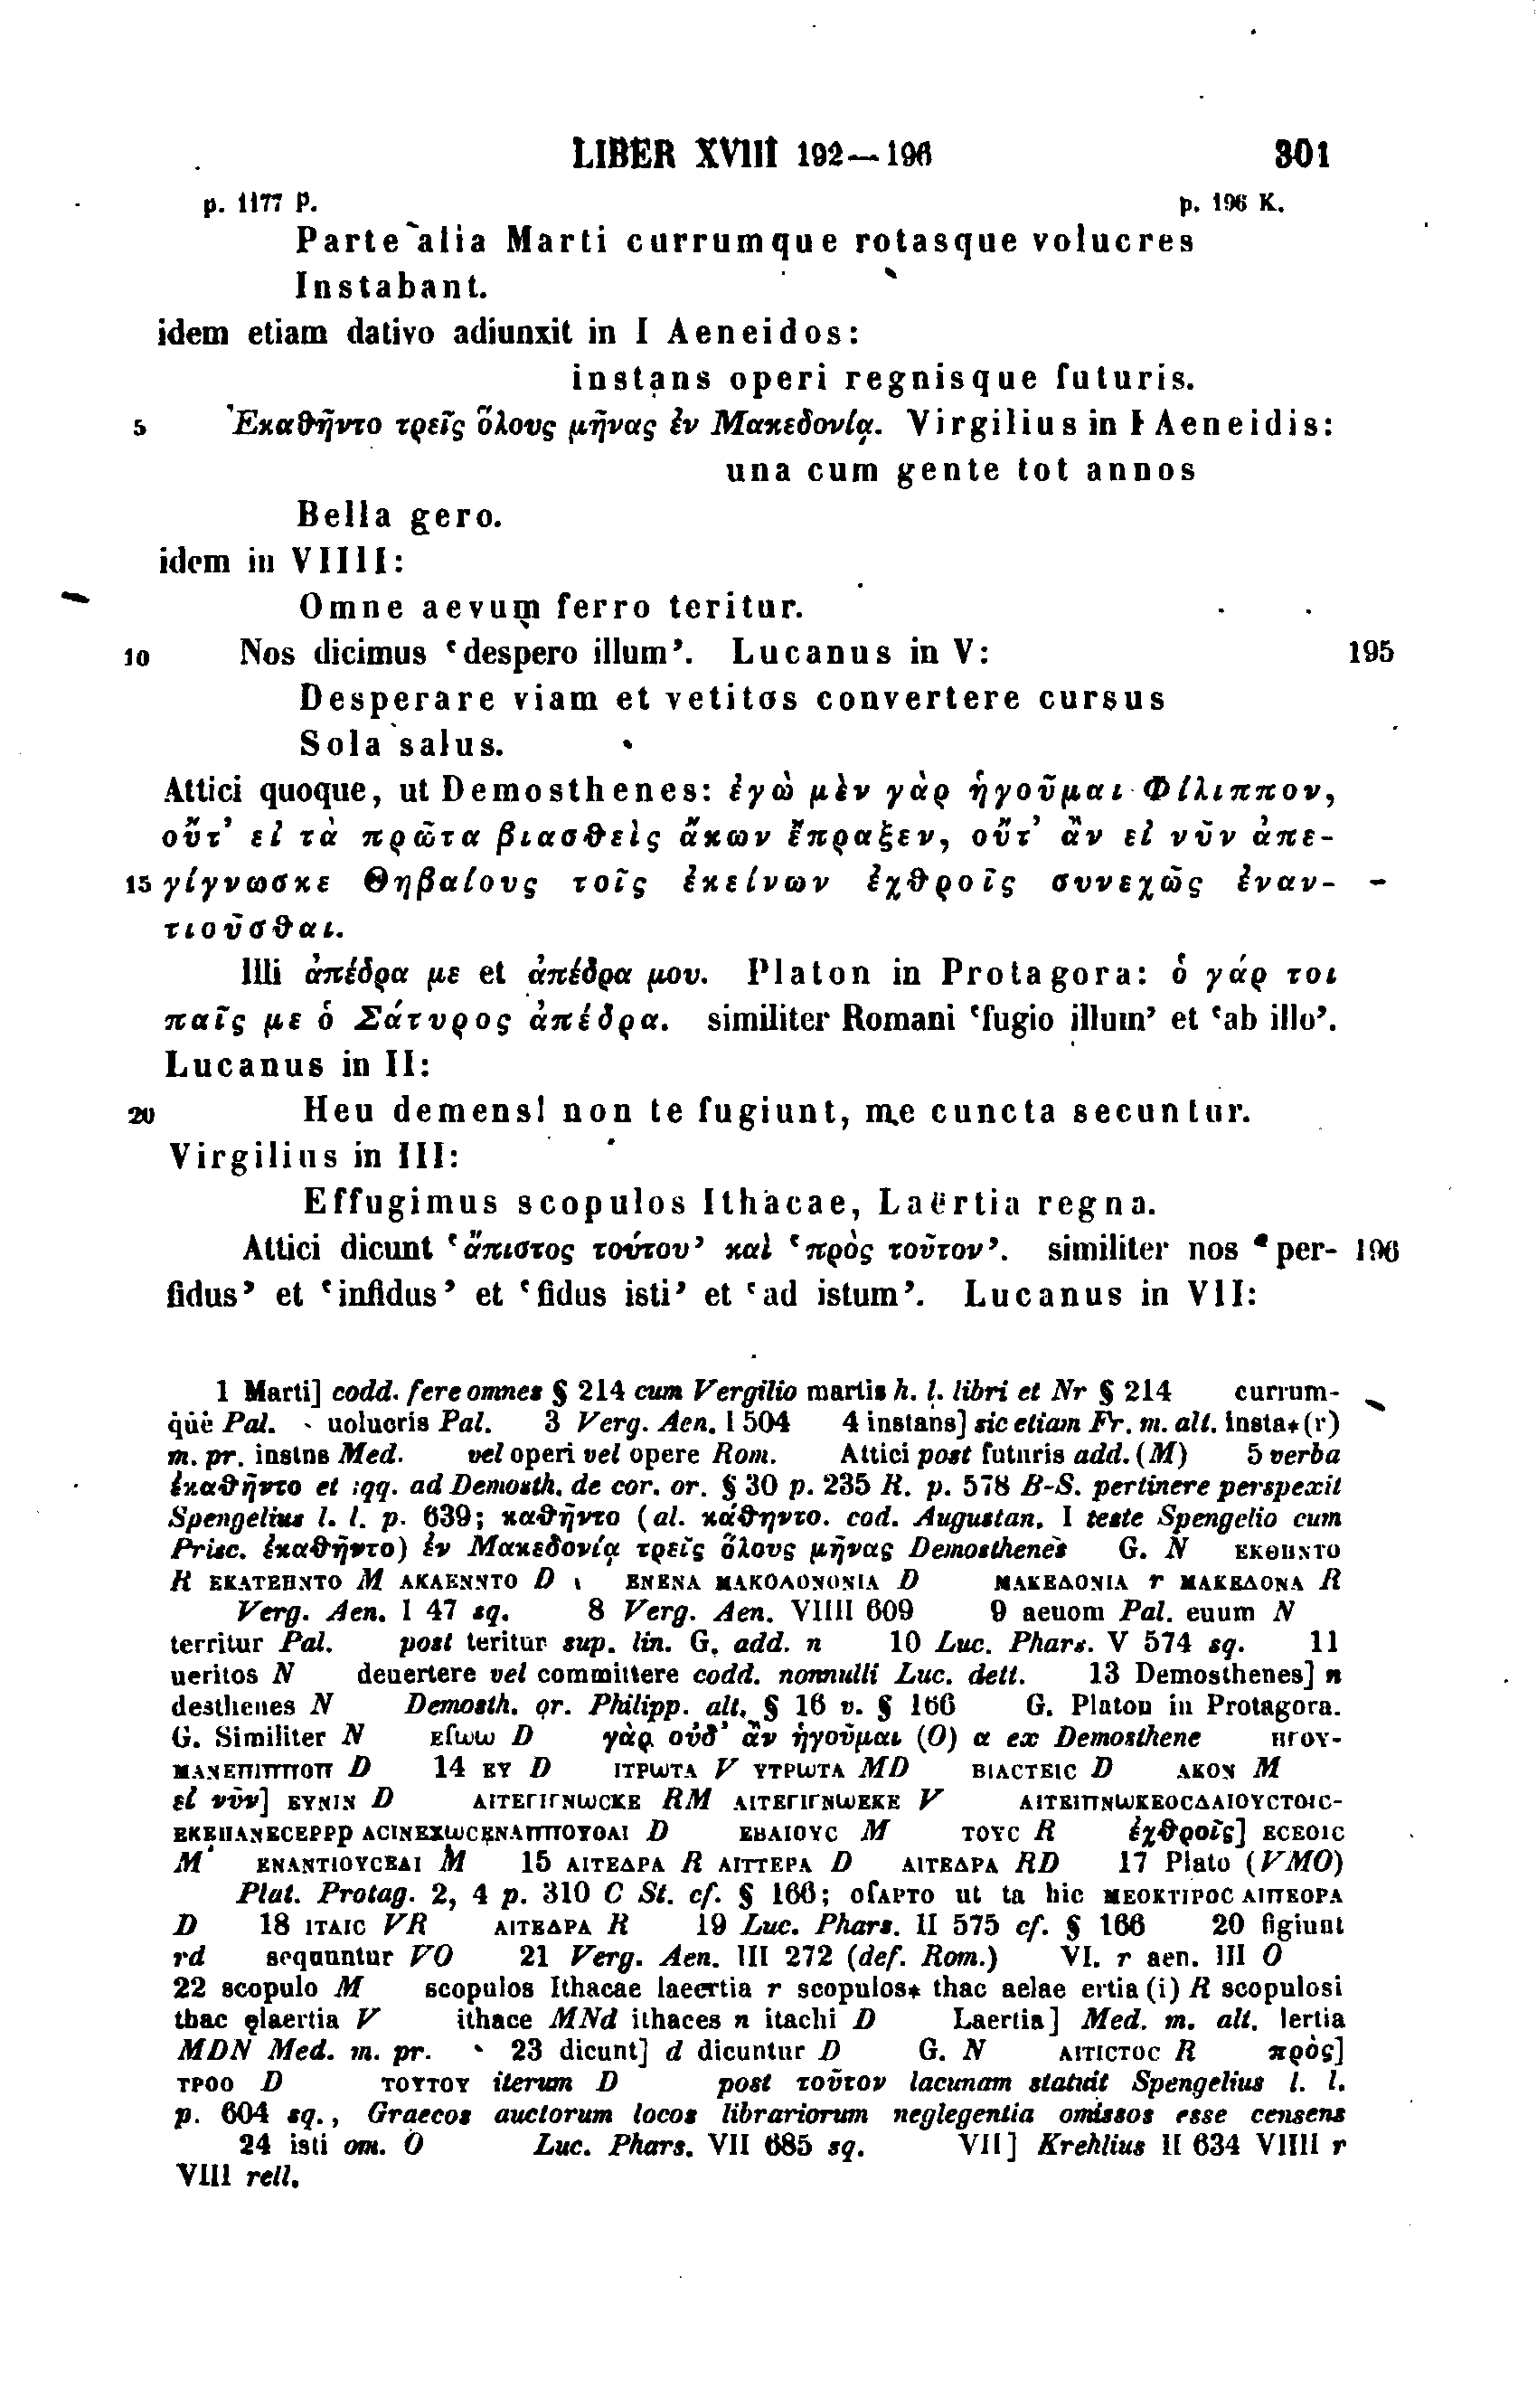 LIBER XVIII 192—196 301
p. 1177 P. p. 196 K.
Parte alia Marti currumque rotasque volucres
Instabant.
idem etiam dativo adiunxit in I Aeneidos:
instans operi regnisque futuris.
5 Ἐκαθῆντο τρεῖς ὅλους μῆνας ἐν Μακεδονίᾳ. Virgilius in I Aeneidis:
una cum gente tot annos
Bella gero.
idem in VIIII:
Omne aevum ferro teritur.
10 Nos dicimus ‘despero illum’. Lucanus in V: 195
Desperare viam et vetitos convertere cursus
Sola salus.
Attici quoque, ut Demosthenes: ἐγὼ μὲν γὰρ ἡγοῦμαι Φίλιππον,
οὔτ’ εἰ τὰ πρῶτα βιασθεὶς ἄκων ἔπραξεν, οὔτ’ ἂν εἰ νῦν ἀπε-
15 γίγνωσκε Θηβαίους τοῖς ἐκείνων ἐχθροῖς συνεχῶς ἐναν-
τιοῦσθαι.
Illi ἀπέδρα με et ἀπέδρα μου. Platon in Protagora: ὁ γάρ τοι
παῖς με ὁ Σάτυρος ἀπέδρα. similiter Romani ‘fugio illum’ et ‘ab illo’.
Lucanus in II:
20 Heu demens! non te fugiunt, me cuncta secuntur.
Virgilius in III:
Effugimus scopulos Ithacae, Laërtia regna.
Attici dicunt ‘ἄπιστος τούτου’ καὶ ‘πρὸς τοῦτον’. similiter nos ‘per- 196
fidus’ et ‘infidus’ et ‘fidus isti’ et ‘ad istum’. Lucanus in VII:
1 Marti] codd. fere omnes § 214 cum Vergilio martis h. l. libri et Nr § 214 currum-
que Pal. uolucris Pal. 3 Verg. Aen. I 504 4 instans] sic etiam Fr. m. alt. insta*(r)
m. pr. instns Med. vel operi vel opere Rom. Attici post futuris add. (M) 5 verba
ἐκαθῆντο et sqq. ad Demosth. de cor. or. § 30 p. 235 R. p. 578 B-S. pertinere perspexit
Spengelius l. l. p. 639; καθῆντο (al. κάθηντο. cod. Augustan. I teste Spengelio cum
Prisc. ἐκαθῆντο) ἐν Μακεδονίᾳ τρεῖς ὅλους μῆνας Demosthenes G. N ΕΚΘΗΝΤΟ
R ΕΚΑΤΕΗΝΤΟ M ΑΚΑΕΝΝΤΟ D ΕΝΕΝΑ ΜΑΚΟΛΟΝΟΝΙΑ D ΜΑΚΕΔΟΝΙΑ r ΜΑΚΕΔΟΝΑ R
Verg. Aen. I 47 sq. 8 Verg. Aen. VIIII 609 9 aeuom Pal. euum N
territur Pal. post teritur sup. lin. G. add. n 10 Luc. Phars. V 574 sq. 11
ueritos N deuertere vel committere codd. nonnulli Luc. dett. 13 Demosthenes] n
desthenes N Demosth. or. Philipp. alt. § 16 v. § 166 G. Platon in Protagora.
G. Similiter N ΕΓωω D γὰρ οὐδ’ ἂν ἡγοῦμαι (O) α ex Demosthene ΗΓΟΥ-
ΜΑΝΕΠΙΠΠΟΠ D 14 ΕΥ D ΙΤΡωΤΑ V ΥΤΡωΤΑ MD ΒΙΑCΤΕΙC D ΑΚΟΝ M
εἰ νῦν] ΕΥΝΙΝ D ΑΙΤΕΓΙΓΝωCΚΕ RM ΑΙΤΕΓΙΓΝωΕΚΕ V ΑΙΤΕΙΠΝωΚΕΟCΔΑΙΟΥCΤΟΙC-
ΕΚΕΙΙΑΝΕCΕΡΡΡ ΑCΙΝΕΧωCΕΝΑΠΠΟΥΟΑΙ D ΕΒΑΙΟΥC M ΤΟΥC R ἐχθροῖς] ΕCΕΟΙC
M ΕΝΑΝΤΙΟΥCΕΑΙ M 15 ΑΙΤΕΔΡΑ R ΑΙΤΤΕΡΑ D ΑΙΤΕΔΡΑ RD 17 Plato (VMO)
Plat. Protag. 2, 4 p. 310 C St. cf. § 166; ΟΓΑΡΤΟ ut ta hic ΜΕΟΚΤΙΡΟC ΑΙΠΕΟΡΑ
D 18 ΙΤΑΙC VR ΑΙΤΕΔΡΑ R 19 Luc. Phars. II 575 cf. § 166 20 figiunt
rd sequuntur VO 21 Verg. Aen. III 272 (def. Rom.) VI. r aen. III O
22 scopulo M scopulos Ithacae laeertia r scopulos* thac aelae ertia (i) R scopulosi
thac ęlaertia V ithace MNd ithaces n itachi D Laertia] Med. m. alt. lertia
MDN Med. m. pr. 23 dicunt] d dicuntur D G. N ΑΙΤΙCΤΟC R πρὸς]
ΤΡΟΟ D ΤΟΥΤΟΥ iterum D post τοῦτον lacunam statuit Spengelius l. l.
p. 604 sq., Graecos auctorum locos librariorum neglegentia omissos esse censens
24 isti om. O Luc. Phars. VII 685 sq. VII] Krehlius II 634 VIIII r
VIII rell.